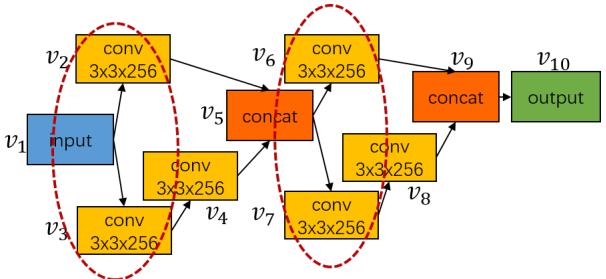 v2
conv
3x3x256
v6
conv
3x3x256
v9
concat
v10
output
v1
input
v5
concat
conv
3x3x256
v4
conv
3x3x256
v8
v3
conv
3x3x256
v7
conv
3x3x256